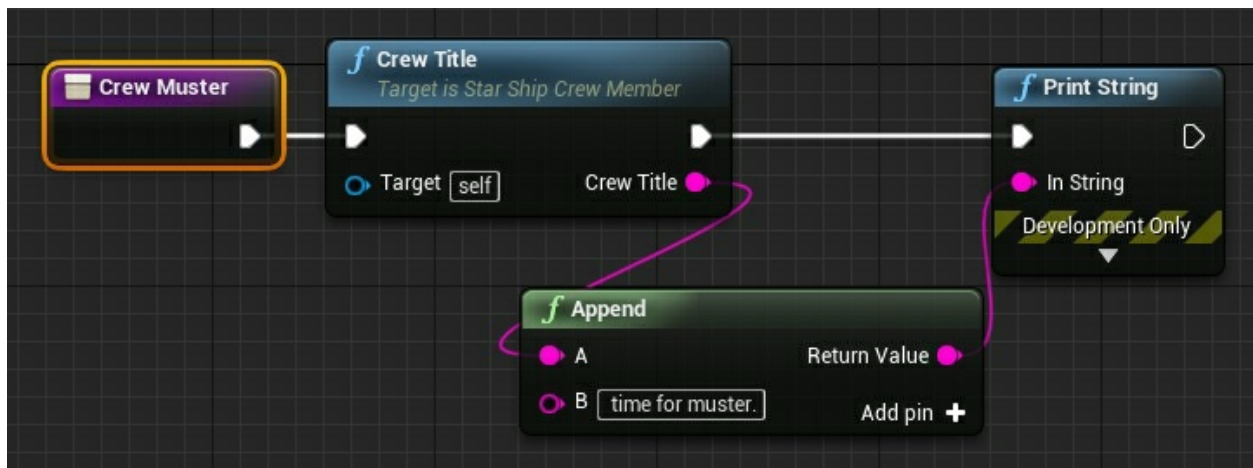 Crew Muster
f Crew Title
Target is Star Ship Crew Member
Target self
Crew Title
f Print String
In String
Development Only
f Append
A
Return Value
B time for muster.
Add pin